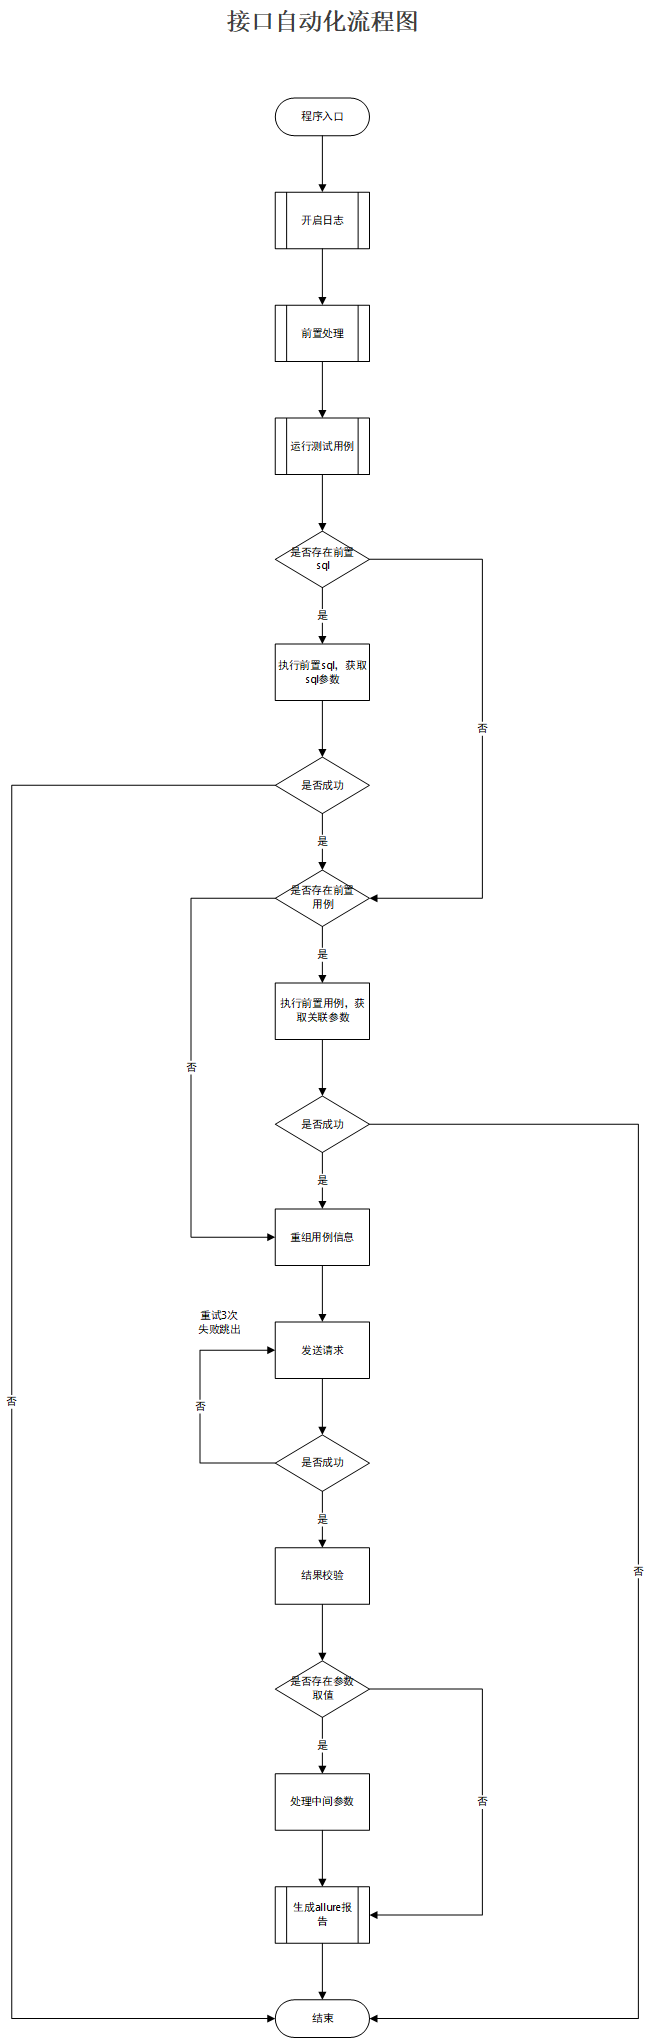 接口自动化流程图
程序入口
开启日志
前置处理
运行测试用例
是否存在前置
sql
是
执行前置sql，获取
sql参数
否
是否成功
是
是否存在前置
用例
是
执行前置用例，获
取关联参数
否
是否成功
是
重组用例信息
重试3次
失败跳出
发送请求
否
否
是否成功
是
结果校验
否
是否存在参数
取值
是
处理中间参数
否
生成allure报
告
结束